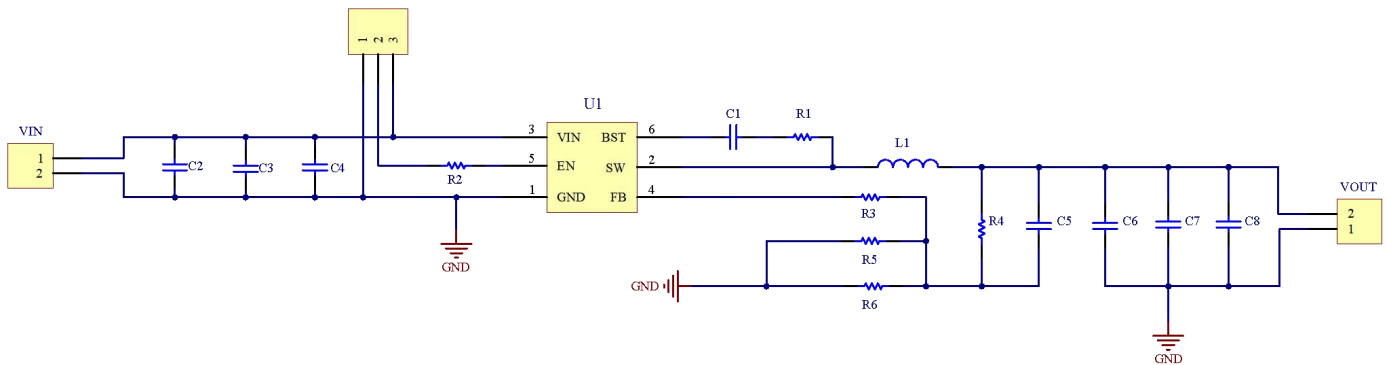 1 2 3
U1
VIN
1
2
C2
C3
C4
R2
GND
3
5
1
VIN
EN
GND
BST
SW
FB
6
2
4
C1
R1
L1
R3
R5
R6
GND
R4
C5
C6
C7
C8
GND
VOUT
2
1